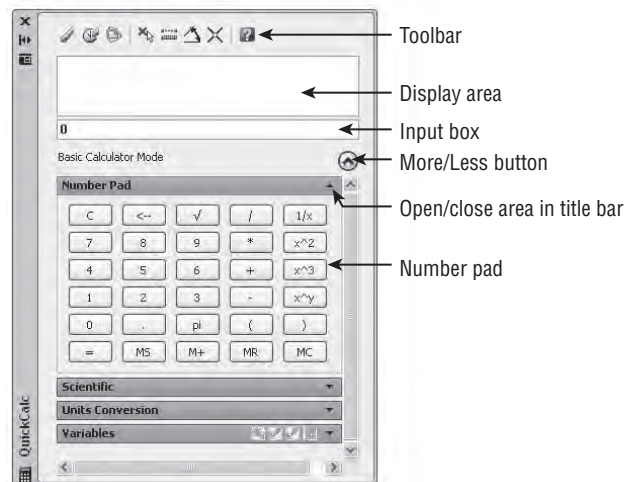 Toolbar
Display area
0
Input box
Basic Calculator Mode
More/Less button
Number Pad
Open/close area in title bar
C <-- √ / 1/x
7 8 9 * x^2
4 5 6 + x^3
Number pad
1 2 3 - x^y
0 . pi ( )
= MS M+ MR MC
Scientific
Units Conversion
Variables
QuickCalc